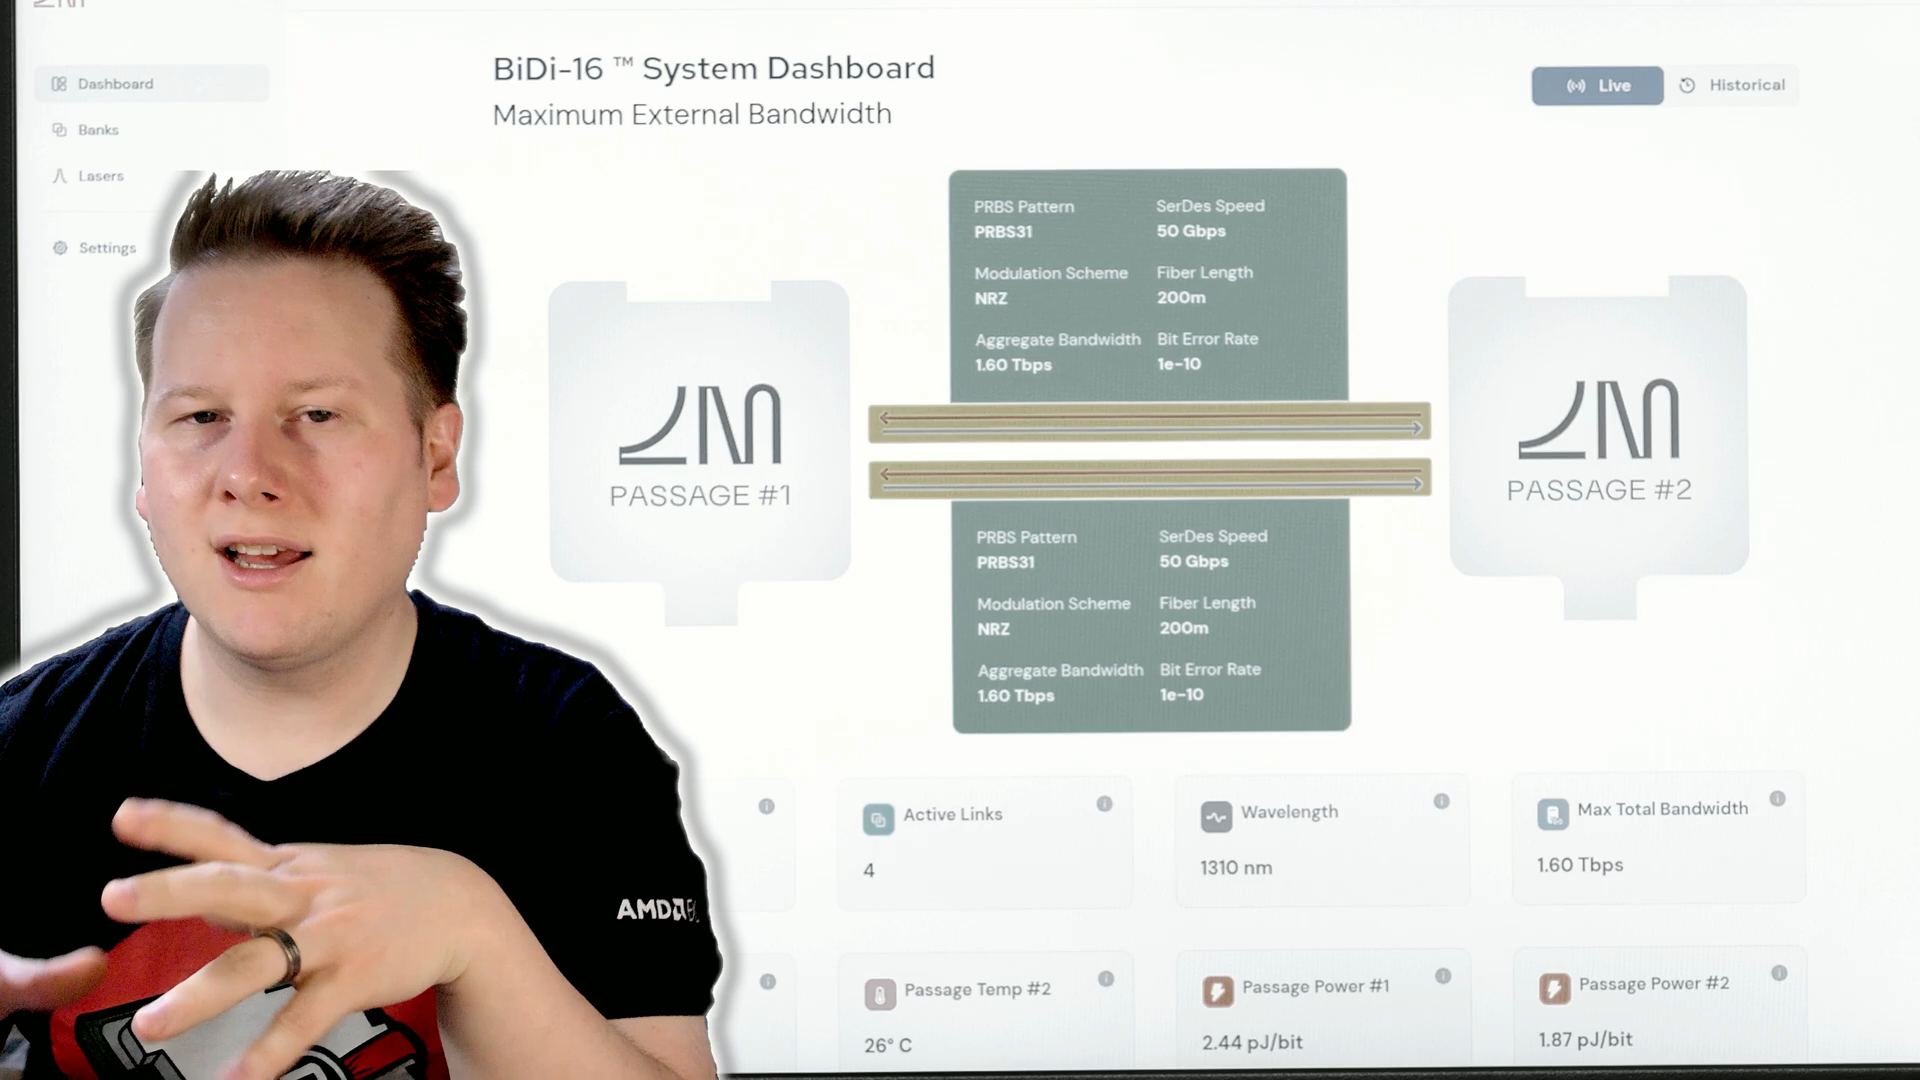 Dashboard
Banks
Lasers
Settings
BiDi-16 ™ System Dashboard
Maximum External Bandwidth
Live
Historical
PRBS Pattern
SerDes Speed
PRBS31
50 Gbps
Modulation Scheme
Fiber Length
NRZ
200m
Aggregate Bandwidth
Bit Error Rate
1.60 Tbps
1e-10
PASSAGE #1
PASSAGE #2
PRBS Pattern
SerDes Speed
PRBS31
50 Gbps
Modulation Scheme
Fiber Length
NRZ
200m
Aggregate Bandwidth
Bit Error Rate
1.60 Tbps
1e-10
Active Links
4
Wavelength
1310 nm
Max Total Bandwidth
1.60 Tbps
Passage Temp #2
26° C
Passage Power #1
2.44 pJ/bit
Passage Power #2
1.87 pJ/bit
AMD